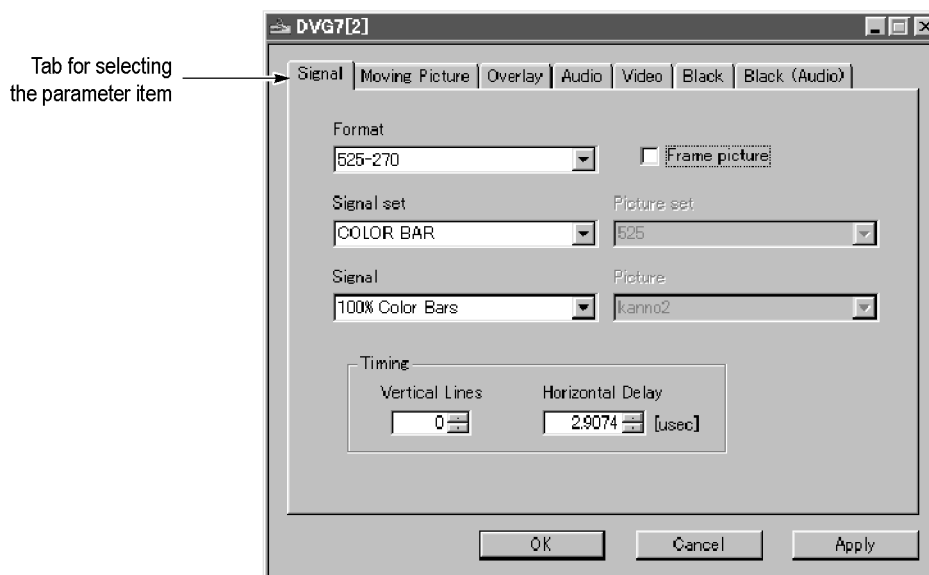 DVG7[2]
Tab for selecting
the parameter item
Signal Moving Picture Overlay Audio Video Black Black (Audio)
Format
525-270
Frame picture
Signal set Picture set
COLOR BAR 525
Signal Picture
100% Color Bars kanno2
Timing
Vertical Lines Horizontal Delay
0 2.9074 [usec]
OK Cancel Apply